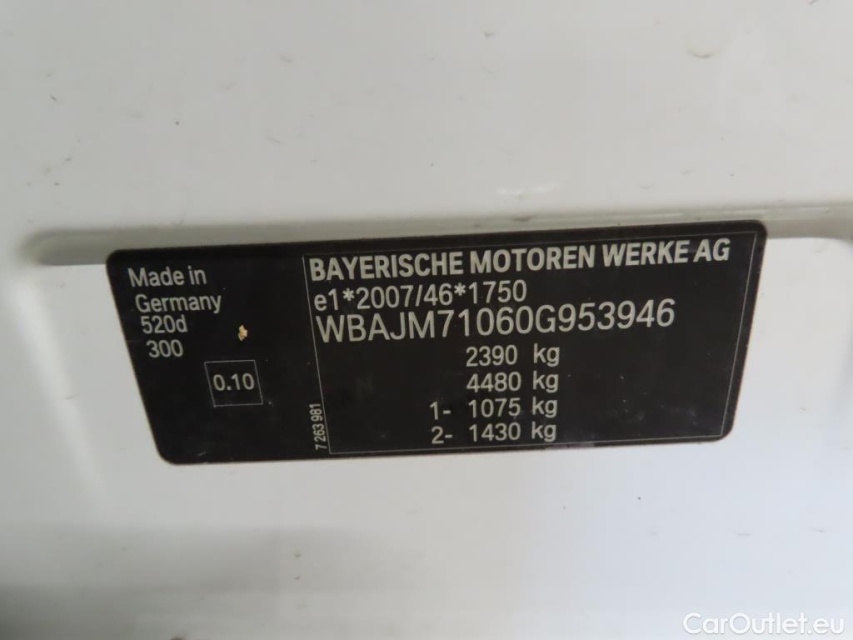 Made in
Germany
520d
300
0.10
7 263 981
BAYERISCHE MOTOREN WERKE AG
e1*2007/46*1750
WBAJM71060G953946
2390 kg
4480 kg
1- 1075 kg
2- 1430 kg
CarOutlet.eu